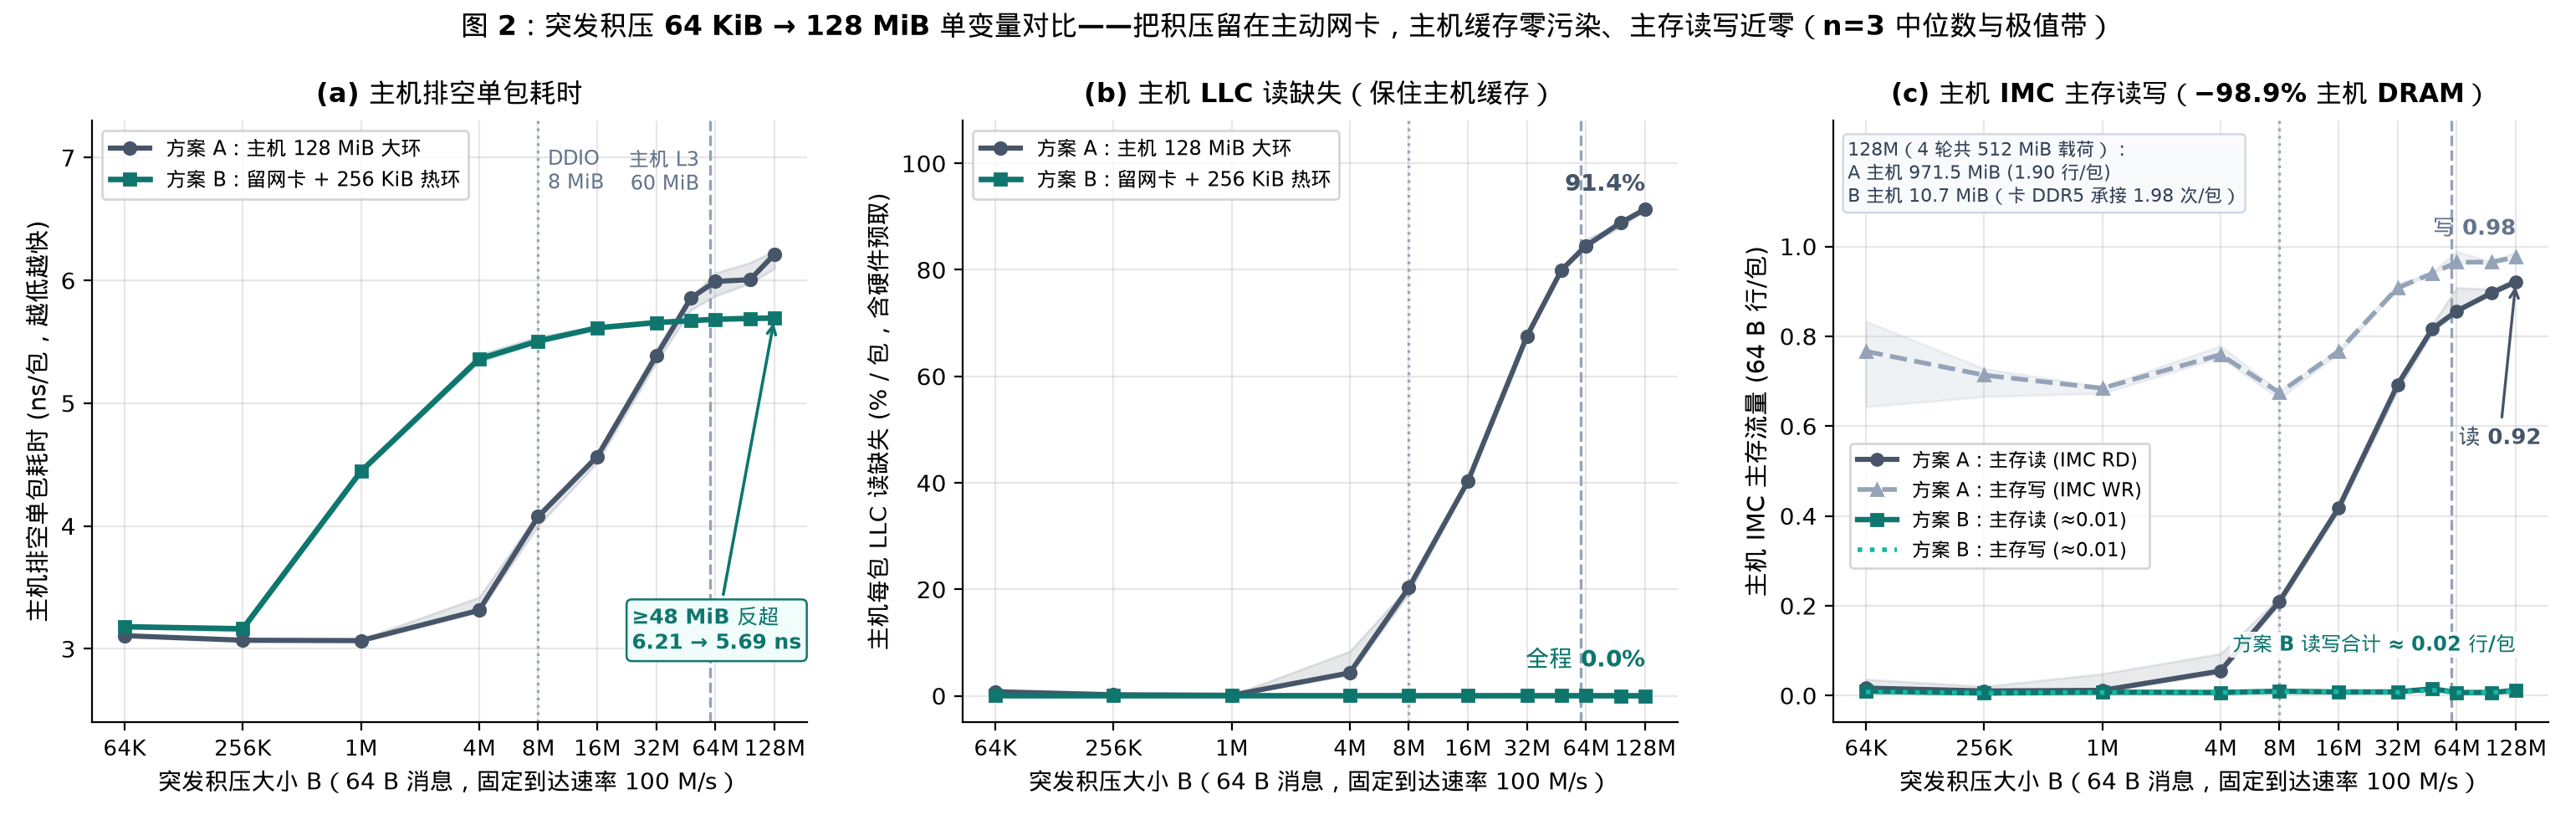 图 2：突发积压 64 KiB → 128 MiB 单变量对比——把积压留在主动网卡，主机缓存零污染、主存读写近零（n=3 中位数与极值带）
(a) 主机排空单包耗时
方案 A：主机 128 MiB 大环
方案 B：留网卡 + 256 KiB 热环
DDIO
8 MiB
主机 L3
60 MiB
≥48 MiB 反超
6.21 → 5.69 ns
主机排空单包耗时 (ns/包，越低越快)
7
6
5
4
3
64K 256K 1M 4M 8M 16M 32M 64M 128M
突发积压大小 B（64 B 消息，固定到达速率 100 M/s）
(b) 主机 LLC 读缺失（保住主机缓存）
方案 A：主机 128 MiB 大环
方案 B：留网卡 + 256 KiB 热环
91.4%
全程 0.0%
主机每包 LLC 读缺失 (% / 包，含硬件预取)
100
80
60
40
20
0
64K 256K 1M 4M 8M 16M 32M 64M 128M
突发积压大小 B（64 B 消息，固定到达速率 100 M/s）
(c) 主机 IMC 主存读写（−98.9% 主机 DRAM）
128M（4 轮共 512 MiB 载荷）：
A 主机 971.5 MiB (1.90 行/包)
B 主机 10.7 MiB（卡 DDR5 承接 1.98 次/包）
写 0.98
读 0.92
方案 A：主存读 (IMC RD)
方案 A：主存写 (IMC WR)
方案 B：主存读 (≈0.01)
方案 B：主存写 (≈0.01)
方案 B 读写合计 ≈ 0.02 行/包
主机 IMC 主存流量 (64 B 行/包)
1.0
0.8
0.6
0.4
0.2
0.0
64K 256K 1M 4M 8M 16M 32M 64M 128M
突发积压大小 B（64 B 消息，固定到达速率 100 M/s）